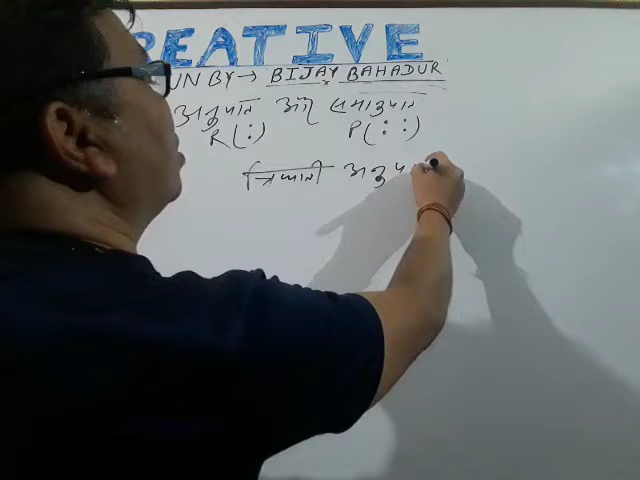 REATIVE
UN BY → BIJAY BAHADUR
अनुपात और समानुपात
R(:) P(::)
अनुप